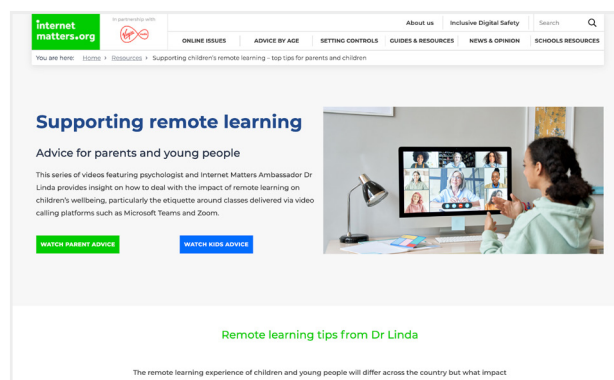 internet
matters.org
In partnership with
About us
Inclusive Digital Safety
Search
ONLINE ISSUES
ADVICE BY AGE
SETTING CONTROLS
GUIDES & RESOURCES
NEWS & OPINION
SCHOOLS RESOURCES
You are here: Home › Resources › Supporting children's remote learning – top tips for parents and children
Supporting remote learning
Advice for parents and young people
This series of videos featuring psychologist and Internet Matters Ambassador Dr
Linda provides insight on how to deal with the impact of remote learning on
children's wellbeing, particularly the etiquette around classes delivered via video
calling platforms such as Microsoft Teams and Zoom.
WATCH PARENT ADVICE
WATCH KIDS ADVICE
Remote learning tips from Dr Linda
The remote learning experience of children and young people will differ across the country but what impact